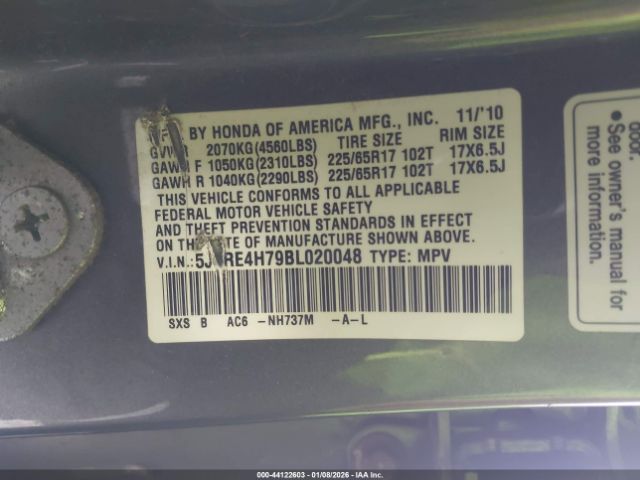 BY HONDA OF AMERICA MFG., INC. 11/'10
GVWR 2070KG(4560LBS) TIRE SIZE RIM SIZE
GAWR F 1050KG(2310LBS) 225/65R17 102T 17X6.5J
GAWR R 1040KG(2290LBS) 225/65R17 102T 17X6.5J
THIS VEHICLE CONFORMS TO ALL APPLICABLE
FEDERAL MOTOR VEHICLE SAFETY
AND THEFT PREVENTION STANDARDS IN EFFECT
ON THE DATE OF MANUFACTURE SHOWN ABOVE.
V.I.N.: RE4H79BL020048 TYPE: MPV
SXS B AC6 -NH737M -A-L
door.
• See owner's manual for
more information.
000-44122603 - 01/08/2026 - IAA Inc.